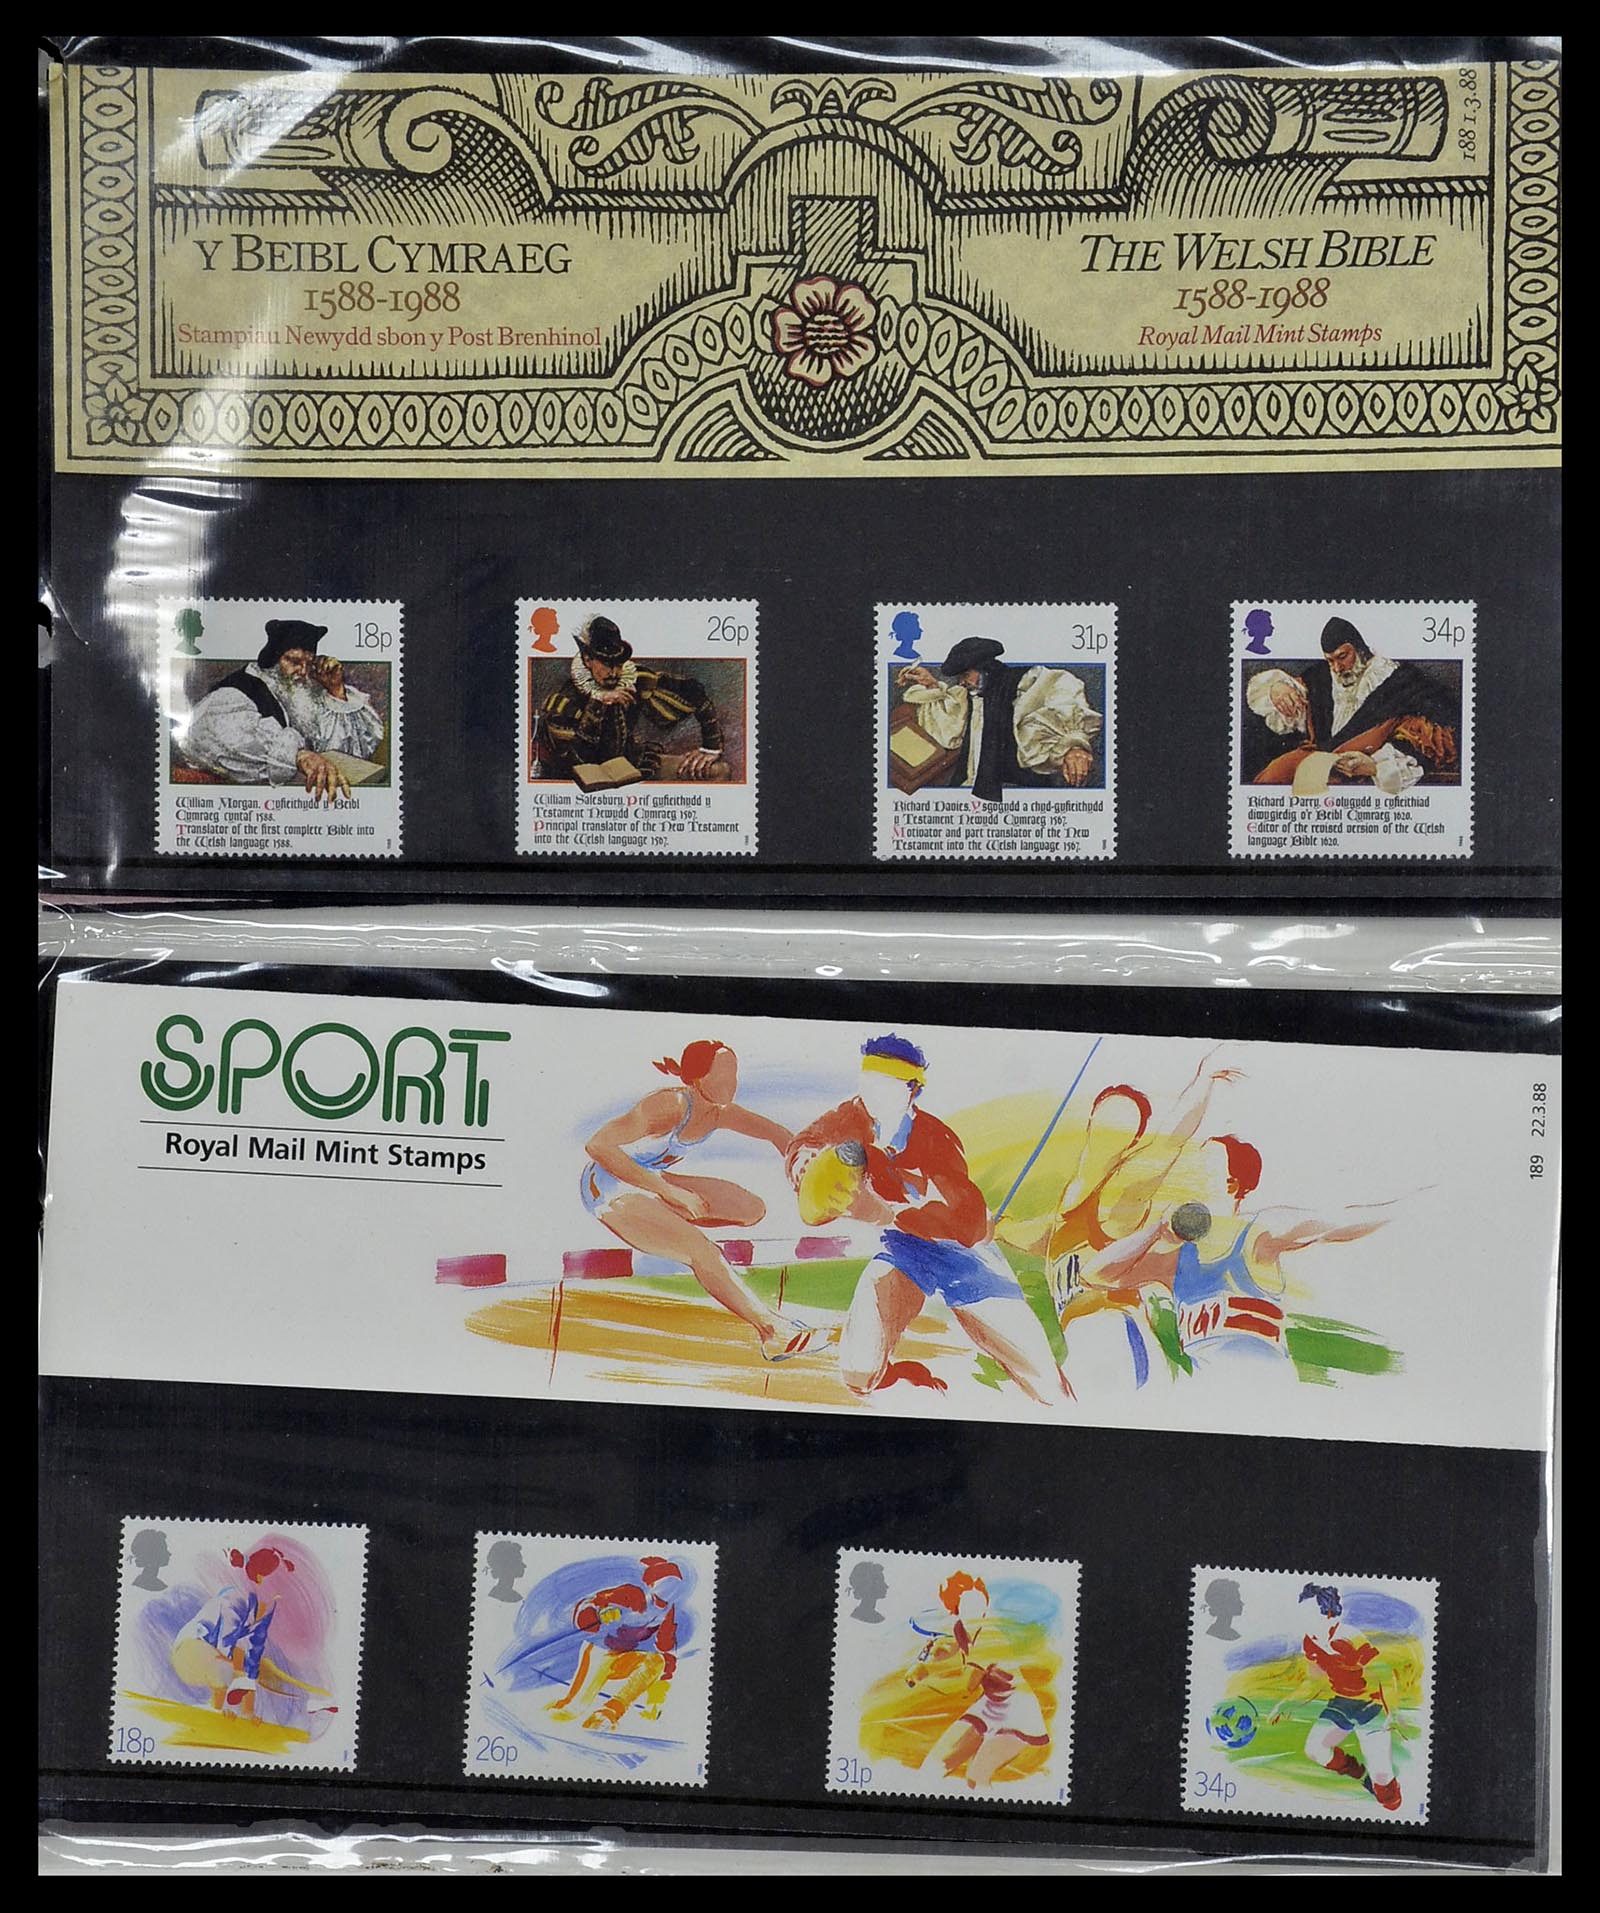 188 1.3.88
Y BEIBL CYMRAEG
1588-1988
Stampiau Newydd sbon y Post Brenhinol
THE WELSH BIBLE
1588-1988
Royal Mail Mint Stamps
18p
William Morgan. Cyfieithydd y Beibl
Cymraeg cyntaf 1588.
Translator of the first complete Bible into
the Welsh language 1588.
26p
William Salesbury. Prif gyfieithydd y
Testament Newydd Cymraeg 1567.
Principal translator of the New Testament
into the Welsh language 1567.
1988
31p
Richard Davies. Ysgogydd a chyd-gyfieithydd
y Testament Newydd Cymraeg 1567.
Motivator and part translator of the New
Testament into the Welsh language 1567.
1988
34p
Richard Parry. Golygydd y cyfieithiad
diwygiedig o'r Beibl Cymraeg 1620.
Editor of the revised version of the Welsh
language Bible 1620.
1988
SPORT
Royal Mail Mint Stamps
189 22.3.88
18p
26p
1988
31p
1988
34p
1988